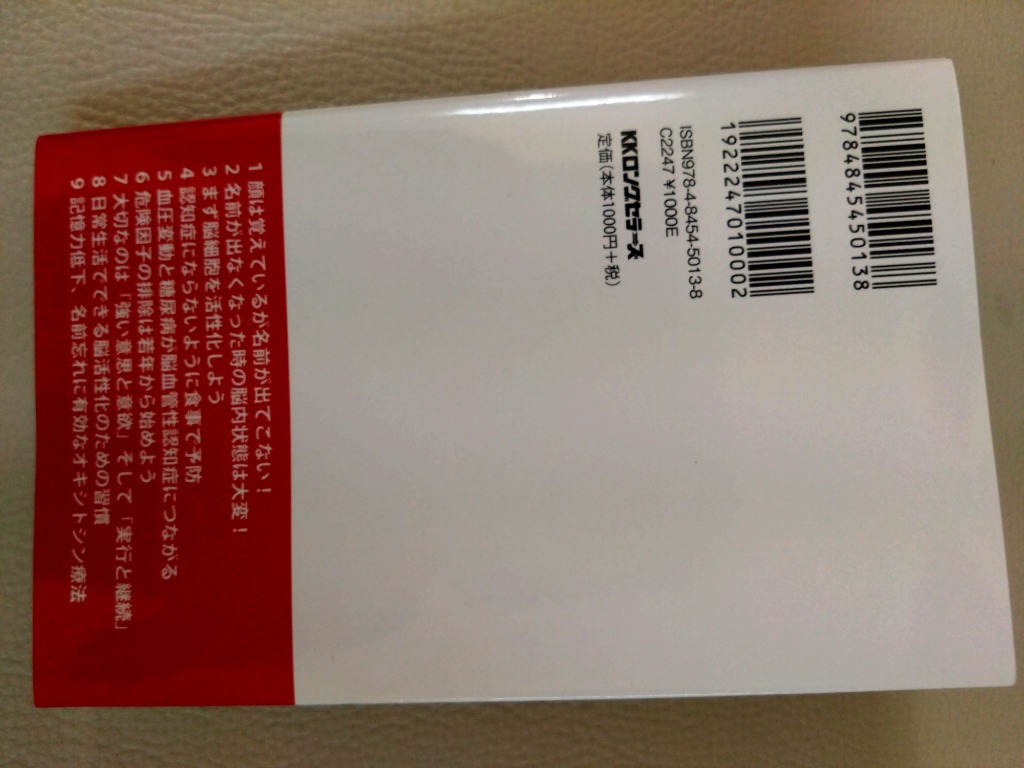 9784845450138
1922247010002
ISBN978-4-8454-5013-8
C2247 ¥1000E
KKロングセラーズ
定価(本体1000円+税)
1 顔は覚えているが名前が出てこない!
2 名前が出なくなった時の脳内状態は大変!
3 まず脳細胞を活性化しよう
4 認知症にならないように食事で予防
5 血圧変動と糖尿病が脳血管性認知症につながる
6 危険因子の排除は若年から始めよう
7 大切なのは「強い意思と意欲」そして「実行と継続」
8 日常生活でできる脳活性化のための習慣
9 記憶力低下、名前忘れに有効なオキシトシン療法